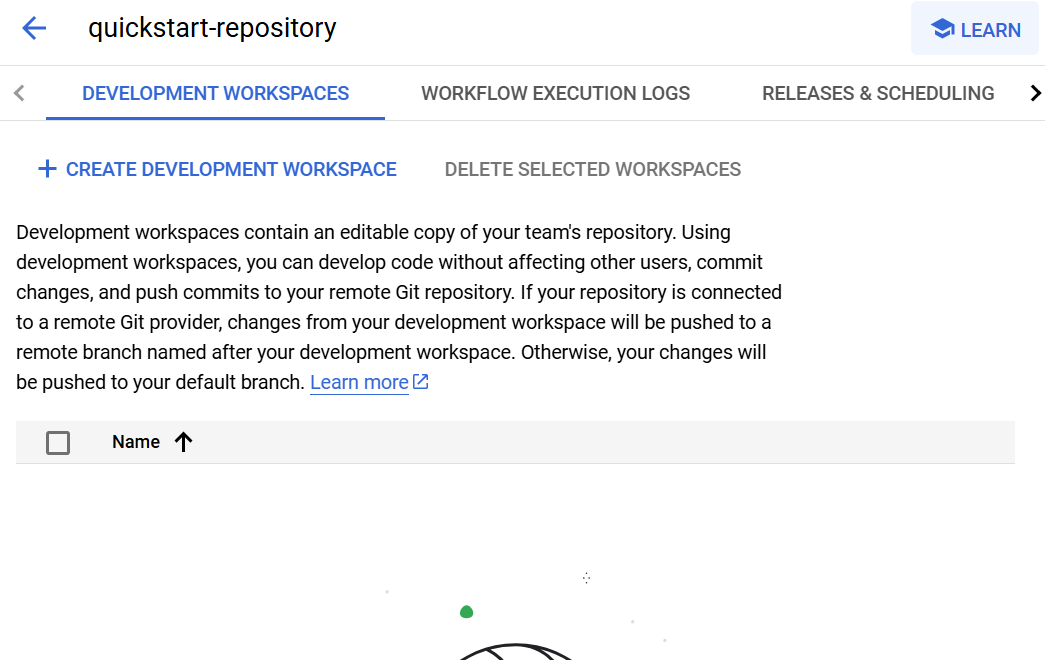 quickstart-repository
LEARN
DEVELOPMENT WORKSPACES
WORKFLOW EXECUTION LOGS
RELEASES & SCHEDULING
CREATE DEVELOPMENT WORKSPACE
DELETE SELECTED WORKSPACES
Development workspaces contain an editable copy of your team's repository. Using
development workspaces, you can develop code without affecting other users, commit
changes, and push commits to your remote Git repository. If your repository is connected
to a remote Git provider, changes from your development workspace will be pushed to a
remote branch named after your development workspace. Otherwise, your changes will
be pushed to your default branch. Learn more
Name